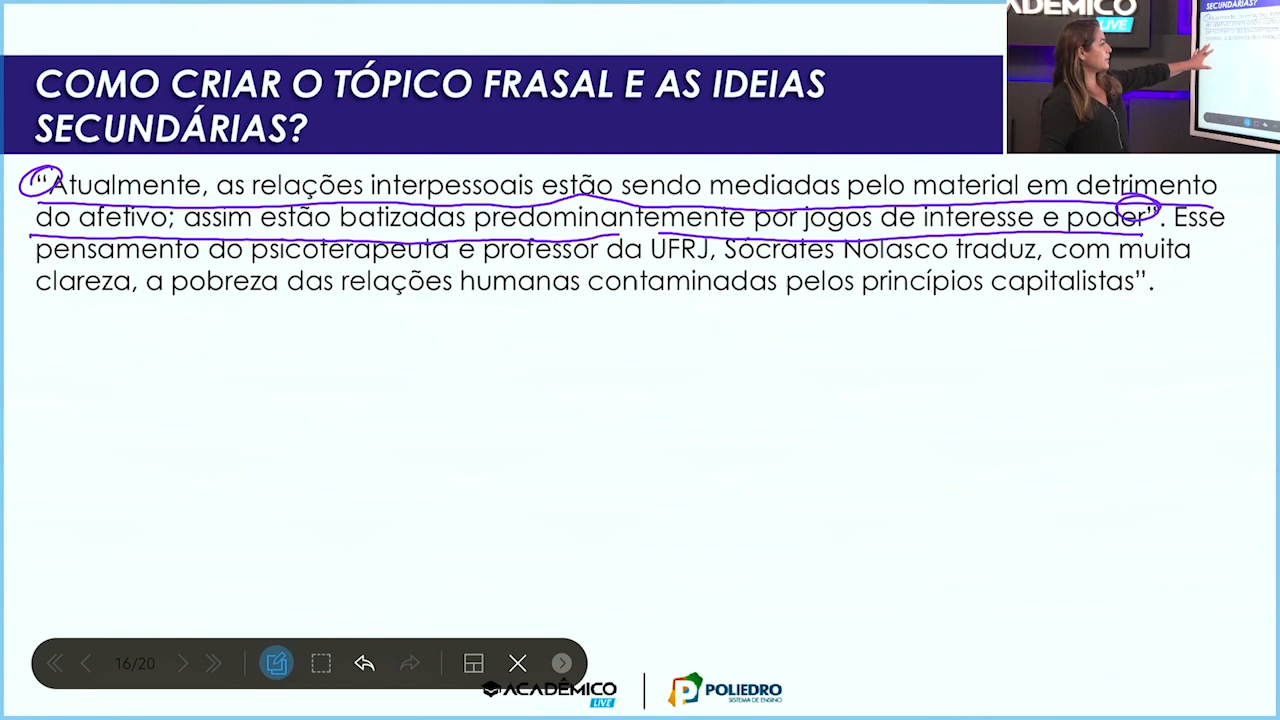 COMO CRIAR O TÓPICO FRASAL E AS IDEIAS
SECUNDÁRIAS?
“Atualmente, as relações interpessoais estão sendo mediadas pelo material em detrimento
do afetivo; assim estão batizadas predominantemente por jogos de interesse e poder”. Esse
pensamento do psicoterapeuta e professor da UFRJ, Sócrates Nolasco traduz, com muita
clareza, a pobreza das relações humanas contaminadas pelos princípios capitalistas”.
ADÊMICO
LIVE
SECUNDÁRIAS?
16/20
ACADÊMICO
LIVE
POLIEDRO
SISTEMA DE ENSINO